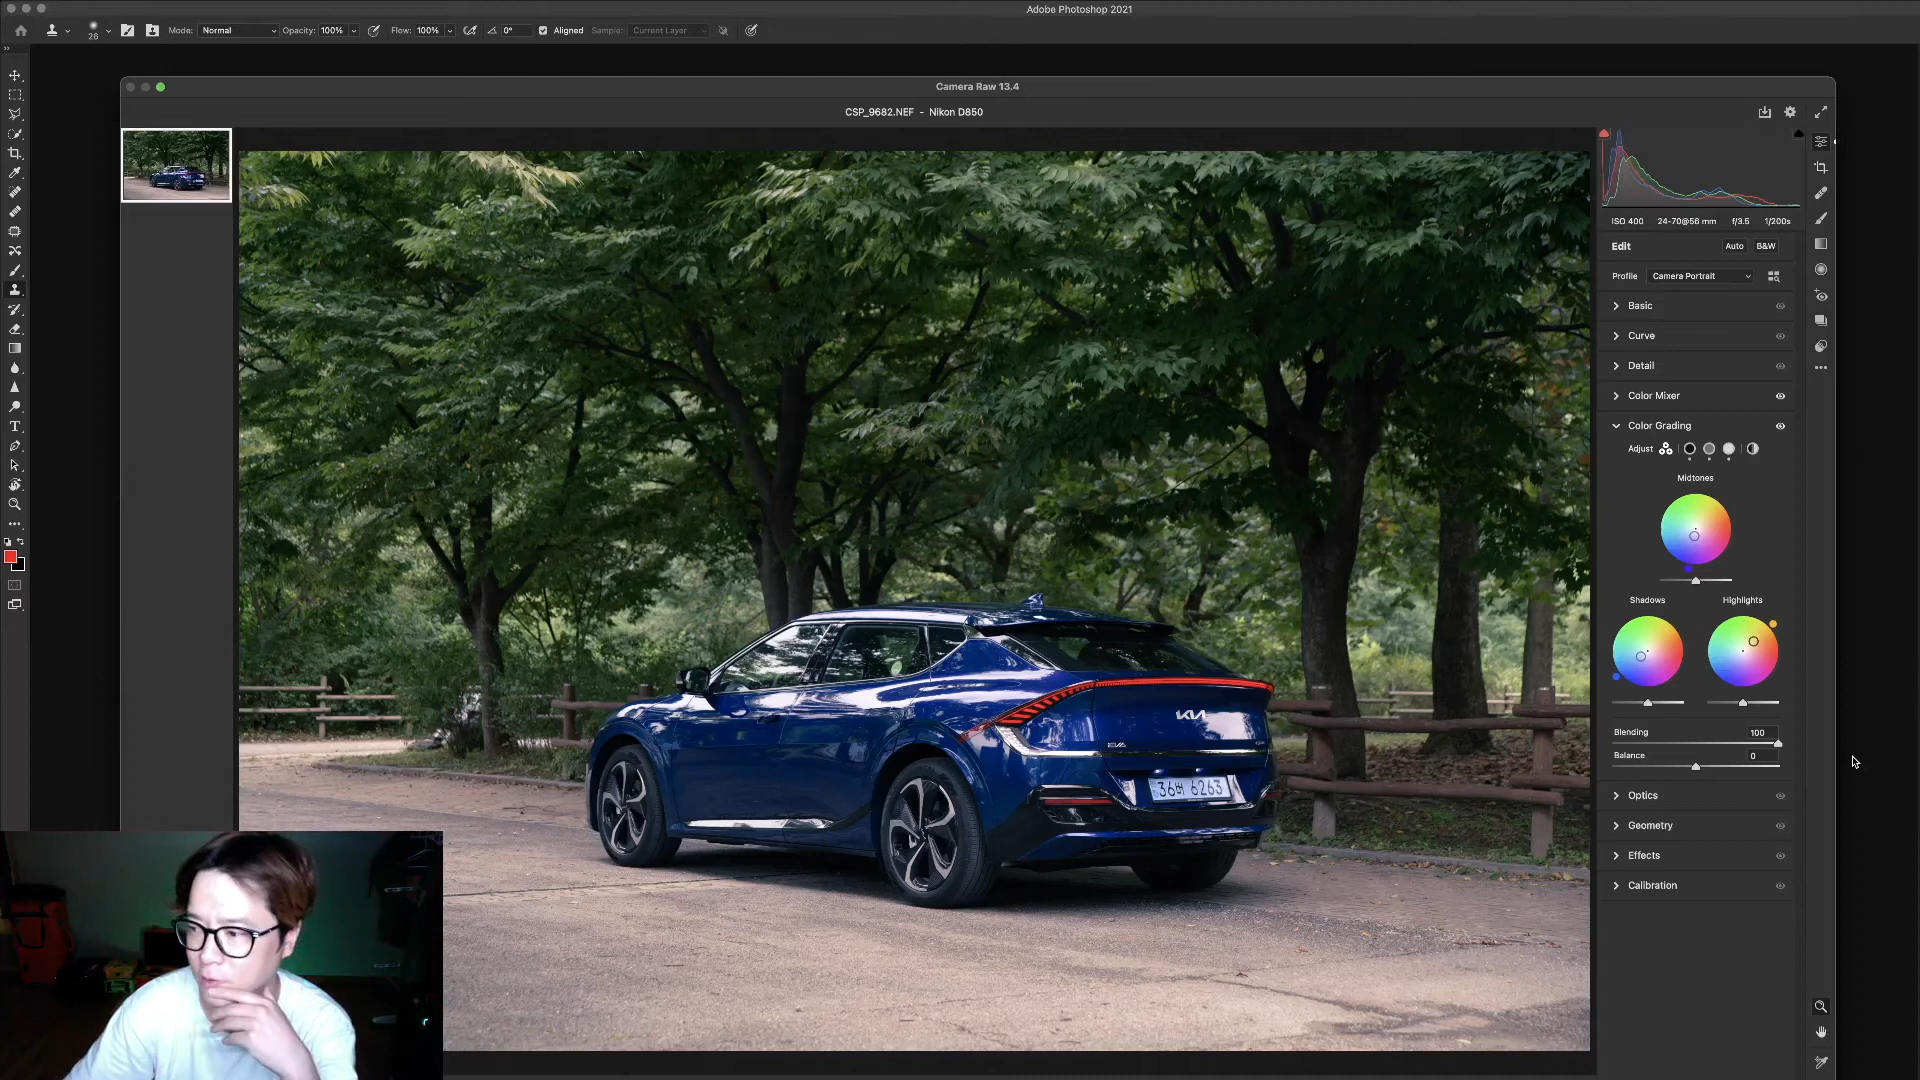 Adobe Photoshop 2021
26
Mode: Normal
Opacity: 100%
Flow: 100%
0°
Aligned
Sample: Current Layer
Camera Raw 13.4
CSP_9682.NEF - Nikon D850
ISO 400 24-70@56 mm f/3.5 1/200s
Edit Auto B&W
Profile Camera Portrait
Basic
Curve
Detail
Color Mixer
Color Grading
Adjust
Midtones
Shadows Highlights
Blending 100
Balance 0
Optics
Geometry
Effects
Calibration
KIA
EV6
36버 6263